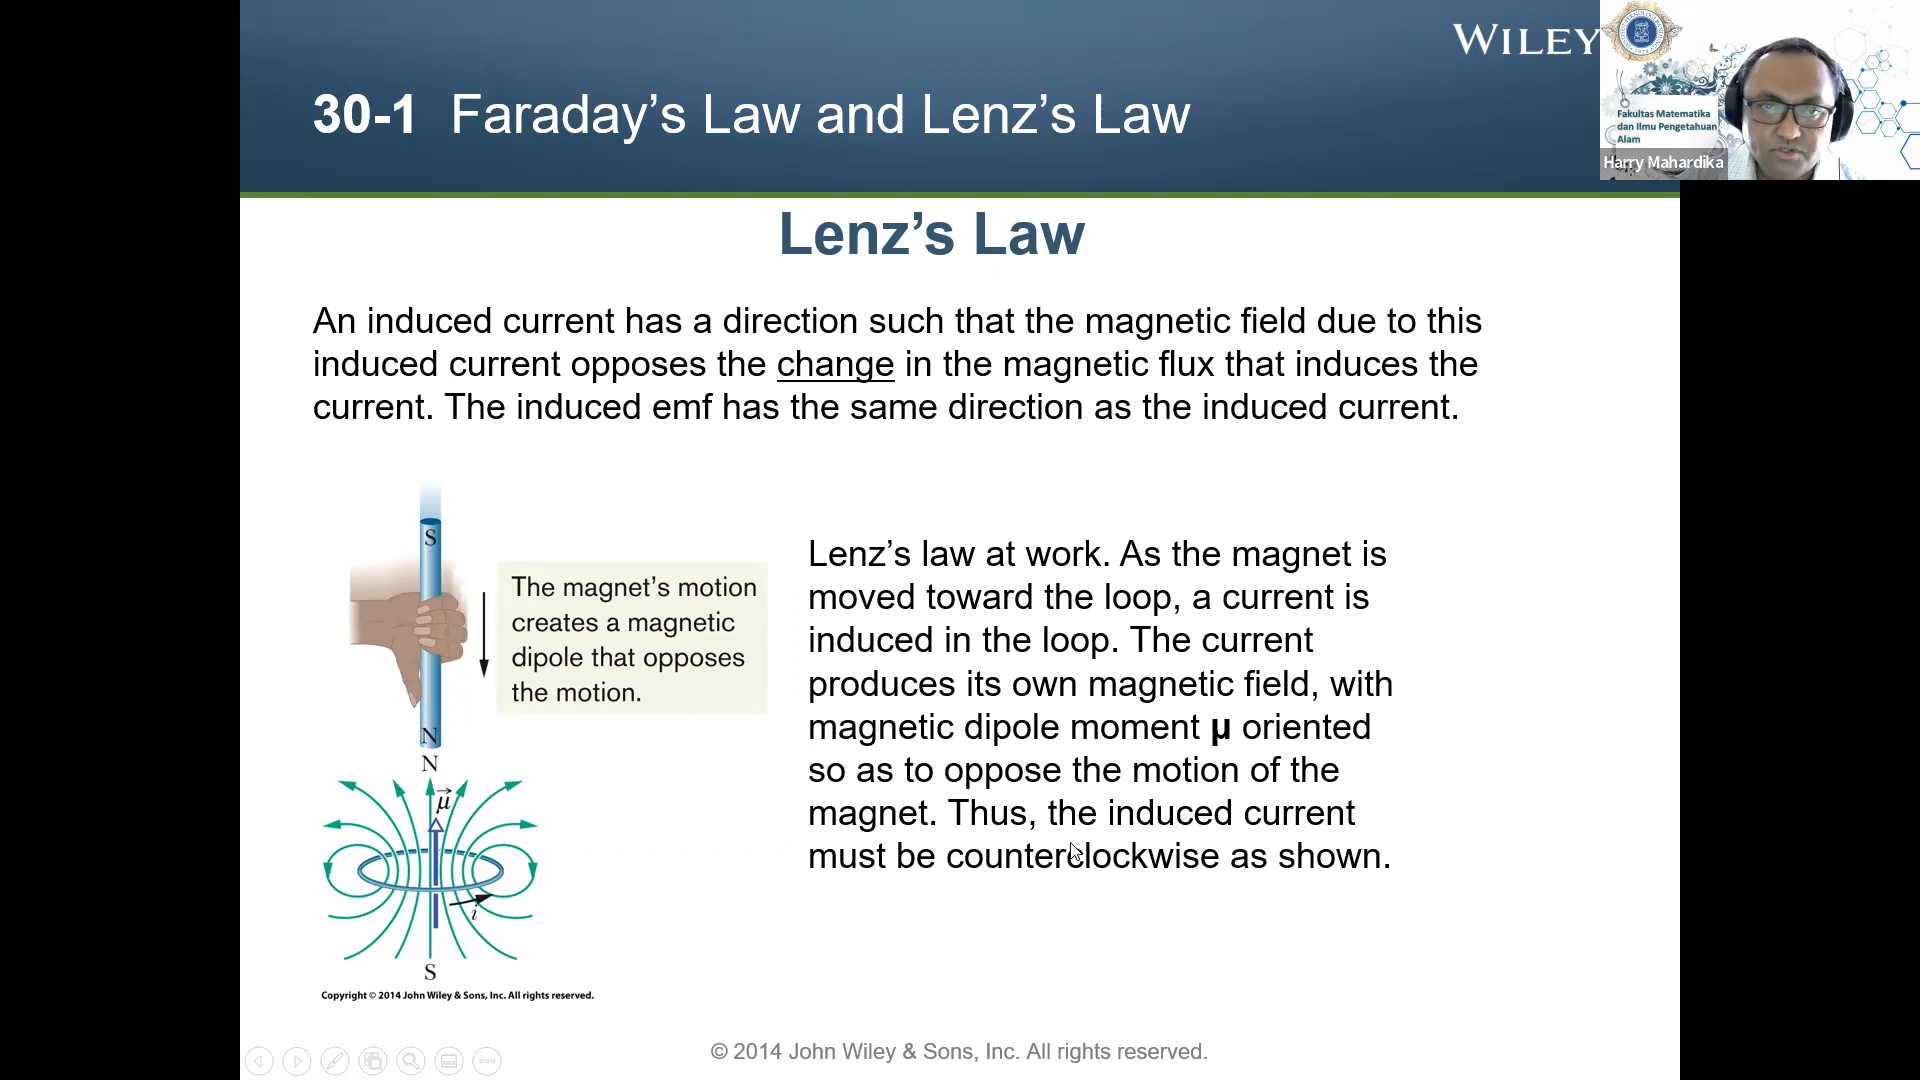 WILEY
30-1 Faraday’s Law and Lenz’s Law
Fakultas Matematika
dan Ilmu Pengetahuan
Alam
Harry Mahardika
Lenz’s Law
An induced current has a direction such that the magnetic field due to this
induced current opposes the change in the magnetic flux that induces the
current. The induced emf has the same direction as the induced current.
S
The magnet’s motion
creates a magnetic
dipole that opposes
the motion.
N
N
μ⃗
i
S
Copyright © 2014 John Wiley & Sons, Inc. All rights reserved.
Lenz’s law at work. As the magnet is
moved toward the loop, a current is
induced in the loop. The current
produces its own magnetic field, with
magnetic dipole moment μ oriented
so as to oppose the motion of the
magnet. Thus, the induced current
must be counterclockwise as shown.
© 2014 John Wiley & Sons, Inc. All rights reserved.